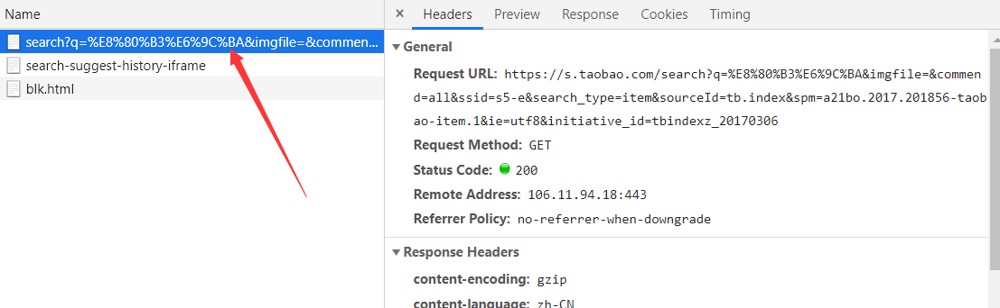 Name
search?q=%E8%80%B3%E6%9C%BA&imgfile=&commen...
search-suggest-history-iframe
blk.html
× Headers Preview Response Cookies Timing
General
Request URL: https://s.taobao.com/search?q=%E8%80%B3%E6%9C%BA&imgfile=&commen
d=all&ssid=s5-e&search_type=item&sourceId=tb.index&spm=a21bo.2017.201856-taob
ao-item.1&ie=utf8&initiative_id=tbindexz_20170306
Request Method: GET
Status Code: 200
Remote Address: 106.11.94.18:443
Referrer Policy: no-referrer-when-downgrade
Response Headers
content-encoding: gzip
content-language: zh-CN